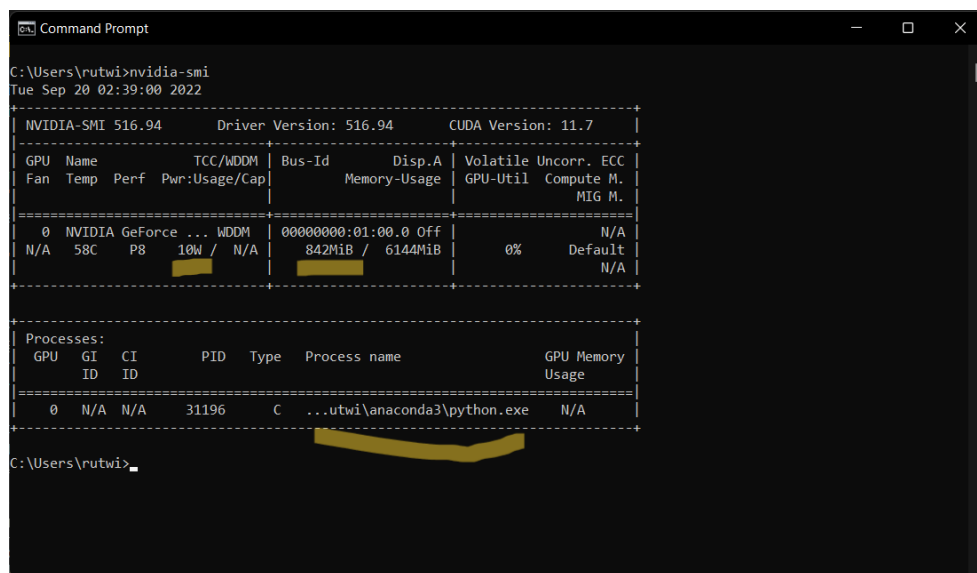 Command Prompt
C:\Users\rutwi>nvidia-smi
Tue Sep 20 02:39:00 2022
+-----------------------------------------------------------------------------+
| NVIDIA-SMI 516.94       Driver Version: 516.94       CUDA Version: 11.7     |
|-------------------------------+----------------------+----------------------+
| GPU  Name            TCC/WDDM | Bus-Id        Disp.A | Volatile Uncorr. ECC |
| Fan  Temp  Perf  Pwr:Usage/Cap|         Memory-Usage | GPU-Util  Compute M. |
|                               |                      |               MIG M. |
|===============================+======================+======================|
|   0  NVIDIA GeForce ... WDDM  | 00000000:01:00.0 Off |                  N/A |
| N/A   58C    P8    10W /  N/A |    842MiB /  6144MiB |      0%      Default |
|                               |                      |                  N/A |
+-------------------------------+----------------------+----------------------+
+-----------------------------------------------------------------------------+
| Processes:                                                                  |
|  GPU   GI   CI        PID   Type   Process name                  GPU Memory |
|        ID   ID                                                   Usage      |
|=============================================================================|
|    0   N/A  N/A     31196      C   ...utwi\anaconda3\python.exe    N/A      |
+-----------------------------------------------------------------------------+
C:\Users\rutwi>